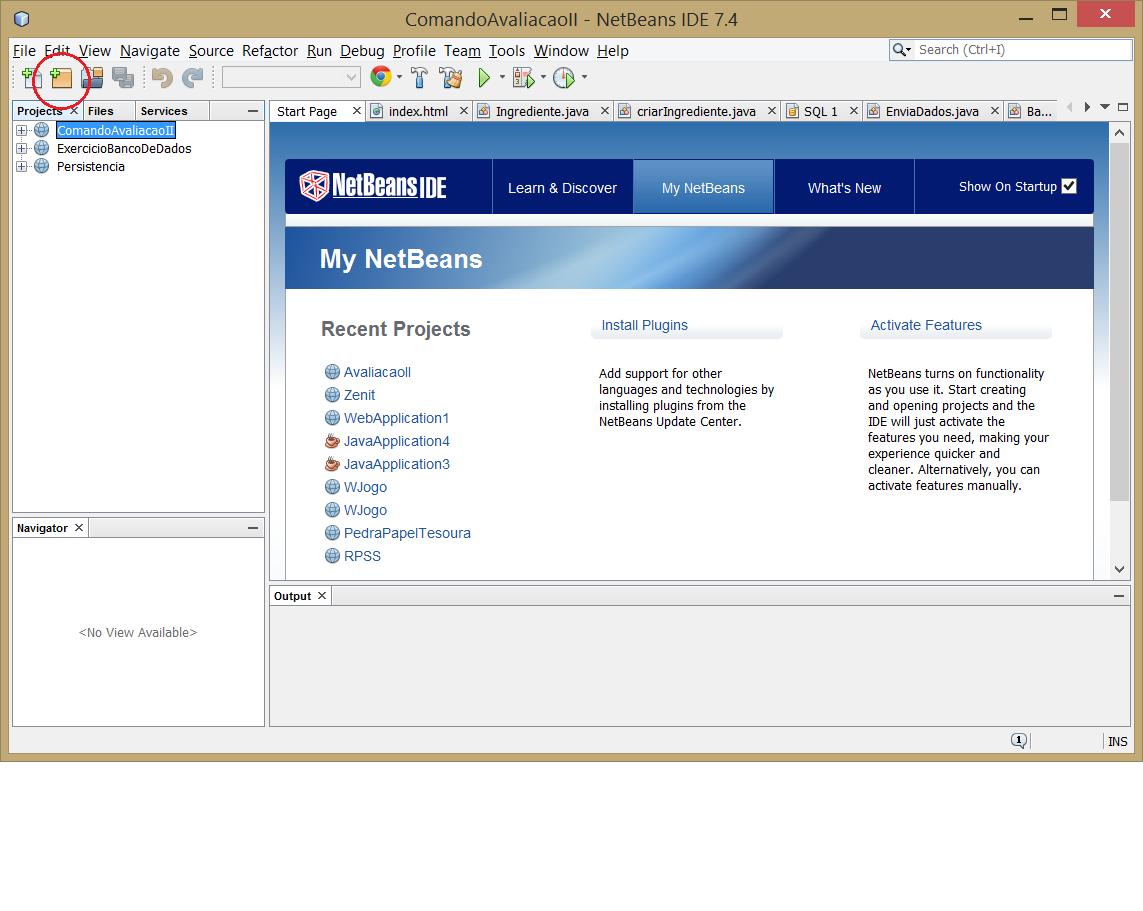 ComandoAvaliacaoII - NetBeans IDE 7.4
File Edit View Navigate Source Refactor Run Debug Profile Team Tools Window Help
Search (Ctrl+I)
Projects Files Services
ComandoAvaliacaoII
ExercicioBancoDeDados
Persistencia
Start Page index.html Ingrediente.java criarIngrediente.java SQL 1 EnviaDados.java Ba...
NetBeans IDE Learn & Discover My NetBeans What's New Show On Startup
My NetBeans
Recent Projects
AvaliacaoII
Zenit
WebApplication1
JavaApplication4
JavaApplication3
WJogo
WJogo
PedraPapelTesoura
RPSS
Install Plugins
Add support for other
languages and technologies by
installing plugins from the
NetBeans Update Center.
Activate Features
NetBeans turns on functionality
as you use it. Start creating
and opening projects and the
IDE will just activate the
features you need, making your
experience quicker and
cleaner. Alternatively, you can
activate features manually.
Navigator
<No View Available>
Output
1
INS